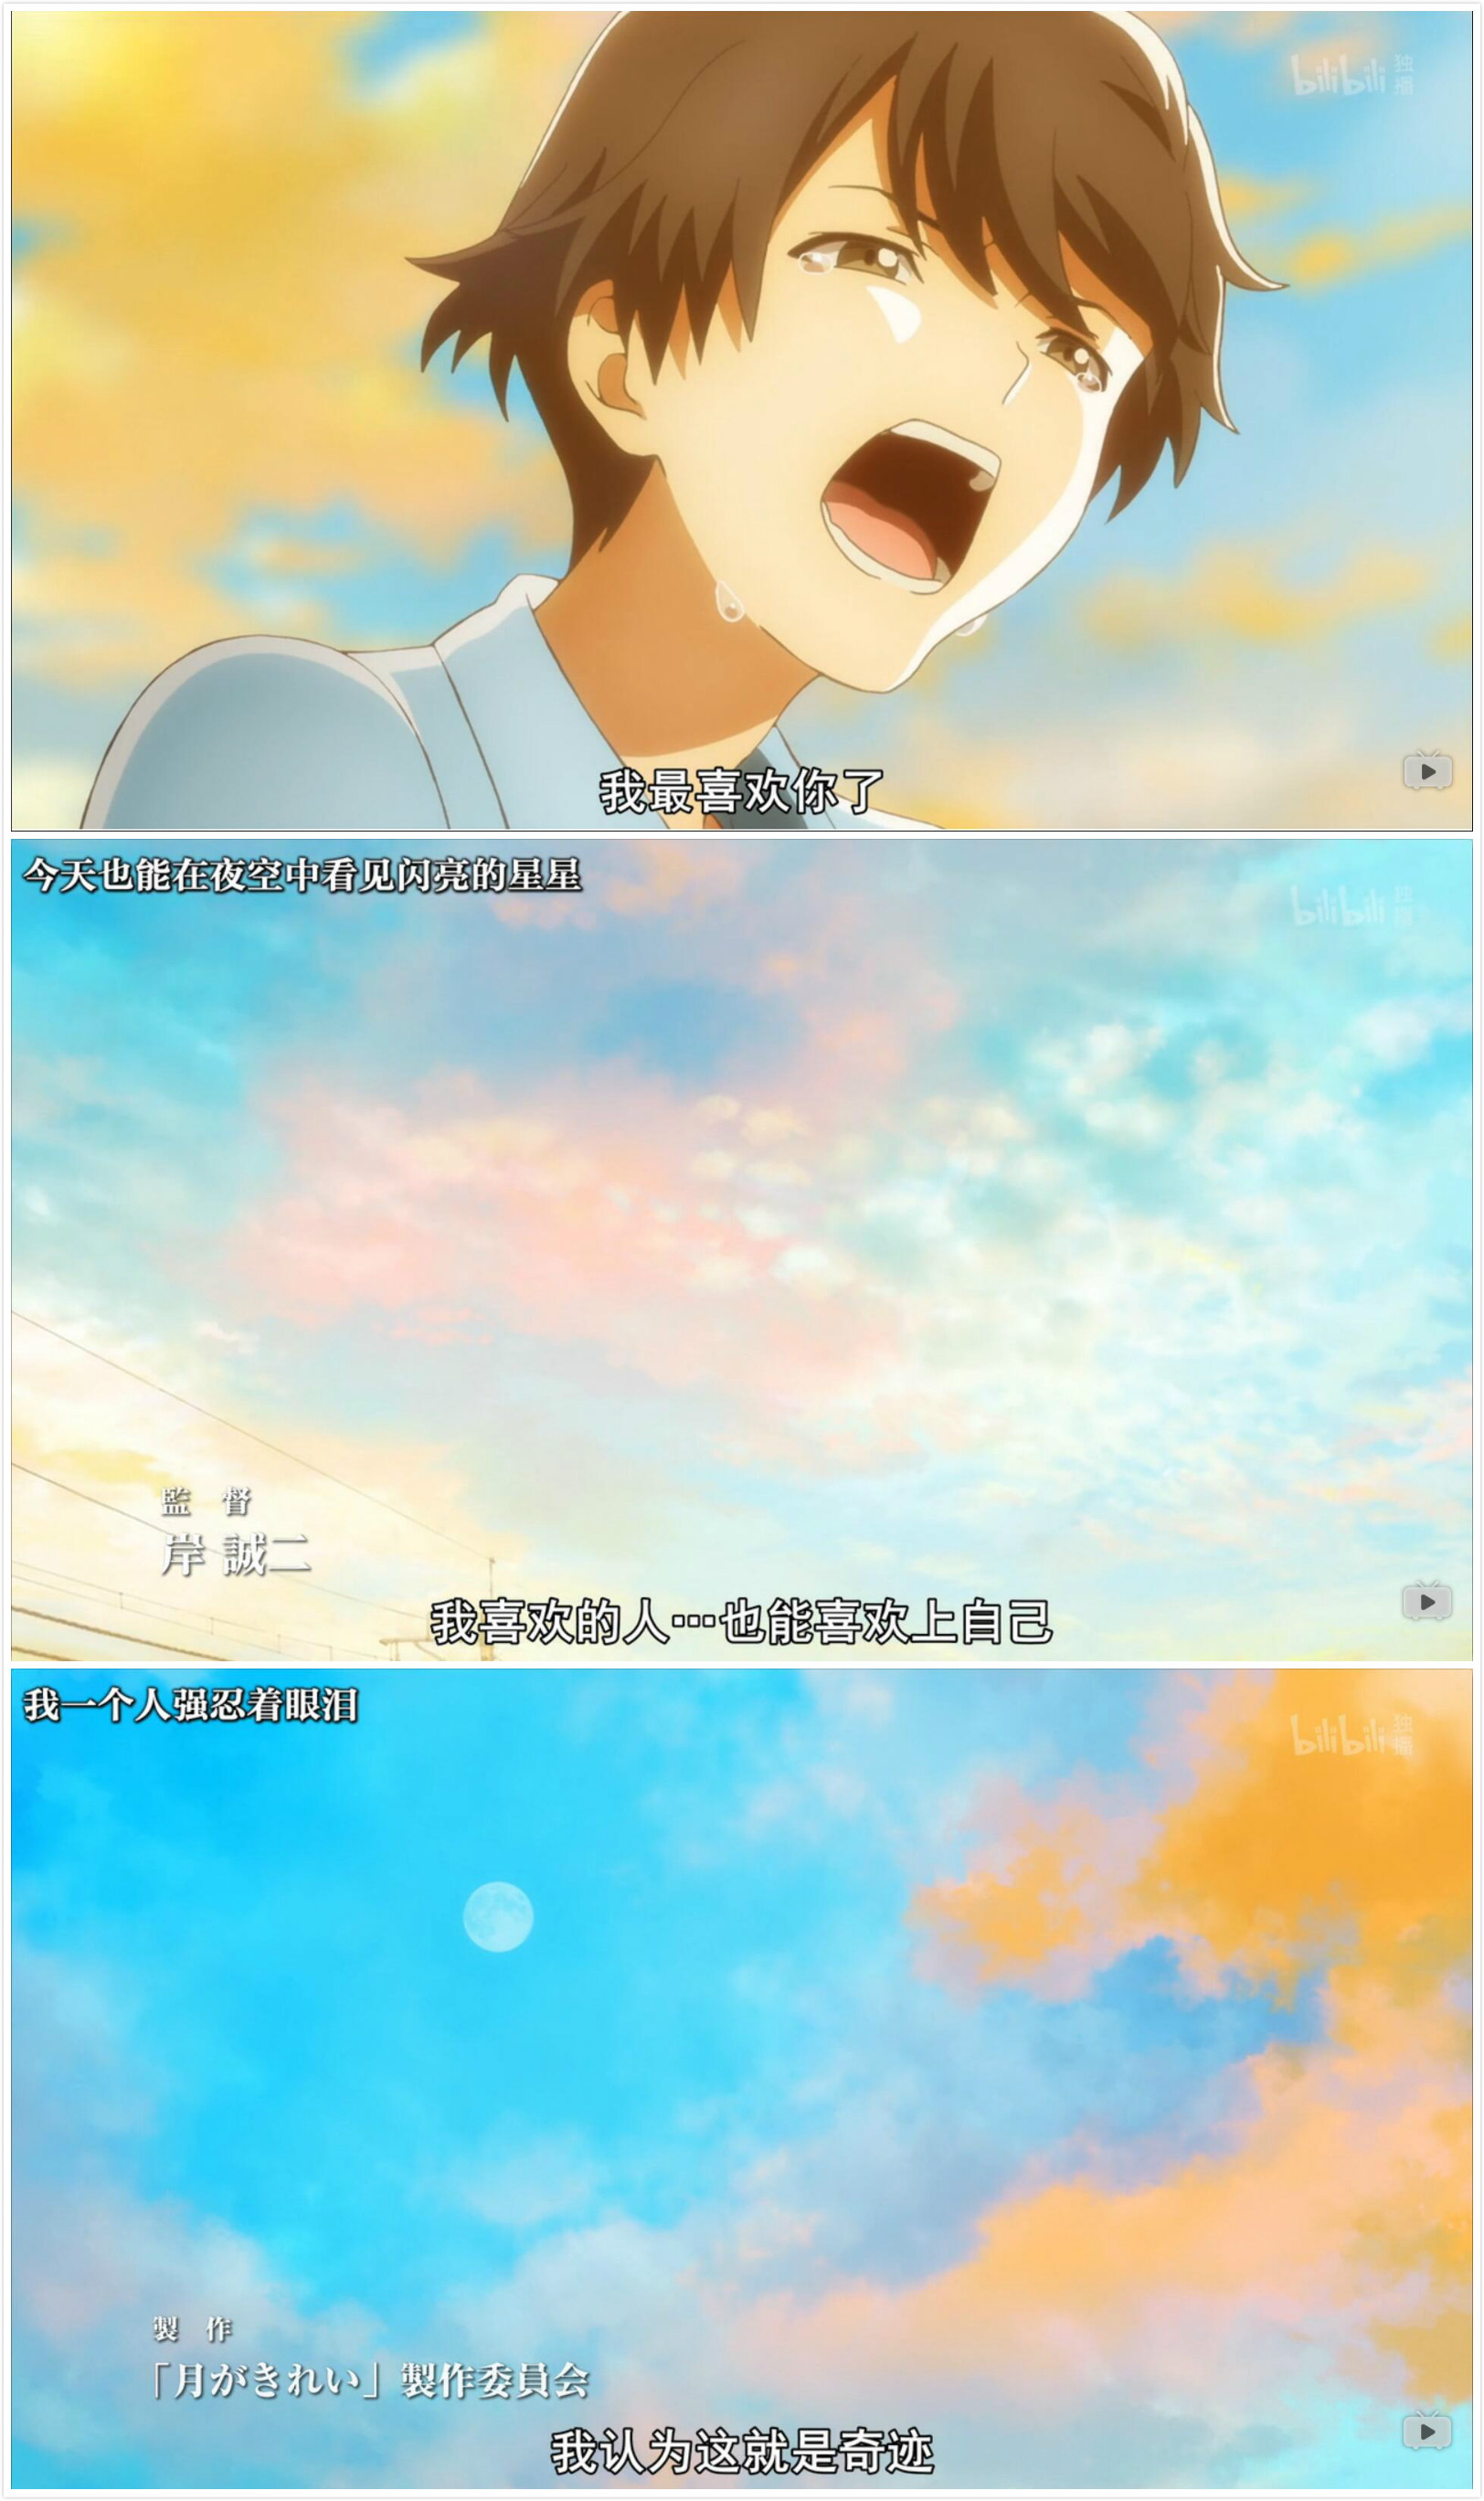 bilibili 独播
我最喜欢你了
今天也能在夜空中看见闪亮的星星
bilibili 独播
監 督
岸 誠二
我喜欢的人…也能喜欢上自己
我一个人强忍着眼泪
bilibili 独播
製 作
「月がきれい」製作委員会
我认为这就是奇迹